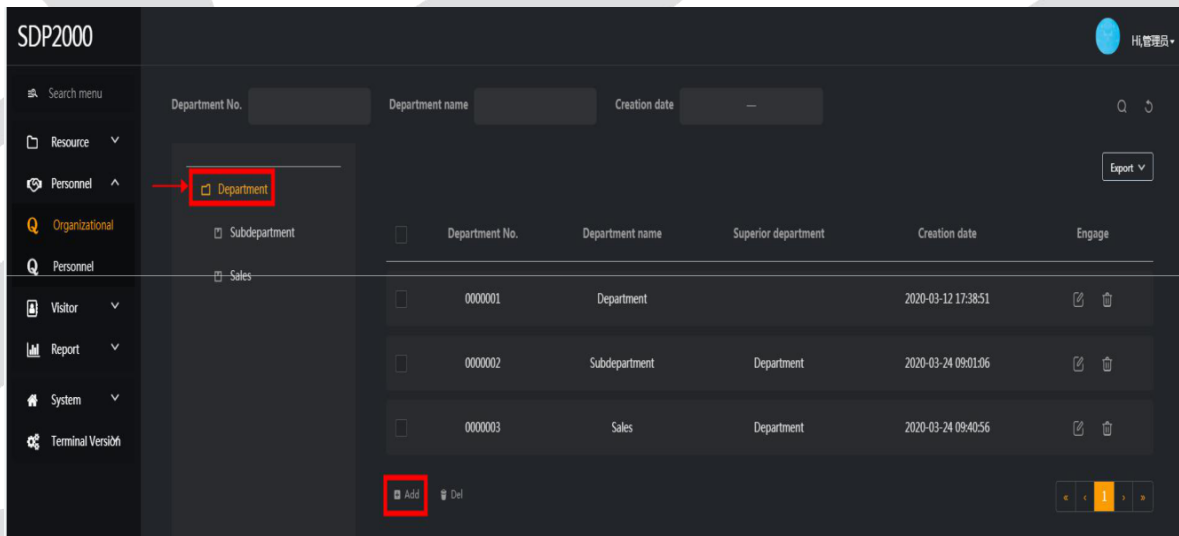 SDP2000
Hi,管理员
Search menu
Department No.
Department name
Creation date
—
Resource
Export
Personnel
Department
Organizational
Subdepartment
Department No. Department name Superior department Creation date Engage
Personnel
Sales
0000001 Department 2020-03-12 17:38:51
Visitor
Report
0000002 Subdepartment Department 2020-03-24 09:01:06
System
0000003 Sales Department 2020-03-24 09:40:56
Terminal Version
Add Del
« ‹ 1 › »